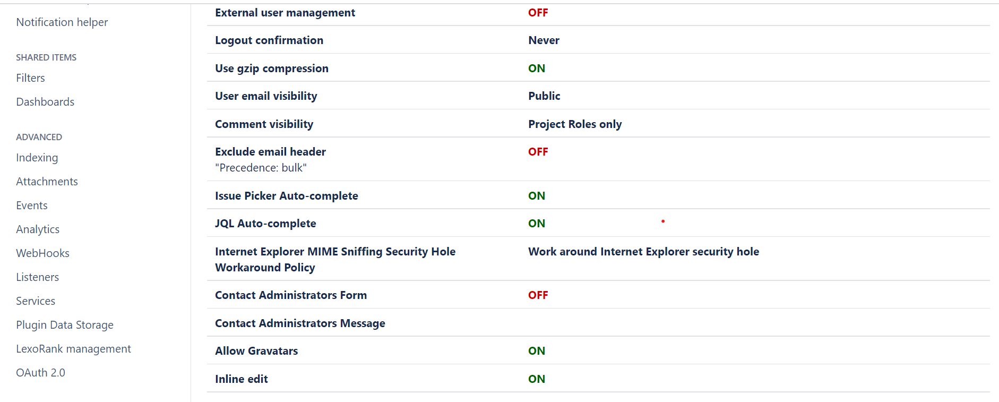 Notification helper
SHARED ITEMS
Filters
Dashboards
ADVANCED
Indexing
Attachments
Events
Analytics
WebHooks
Listeners
Services
Plugin Data Storage
LexoRank management
OAuth 2.0
External user management OFF
Logout confirmation Never
Use gzip compression ON
User email visibility Public
Comment visibility Project Roles only
Exclude email header OFF
"Precedence: bulk"
Issue Picker Auto-complete ON
JQL Auto-complete ON
Internet Explorer MIME Sniffing Security Hole Work around Internet Explorer security hole
Workaround Policy
Contact Administrators Form OFF
Contact Administrators Message
Allow Gravatars ON
Inline edit ON